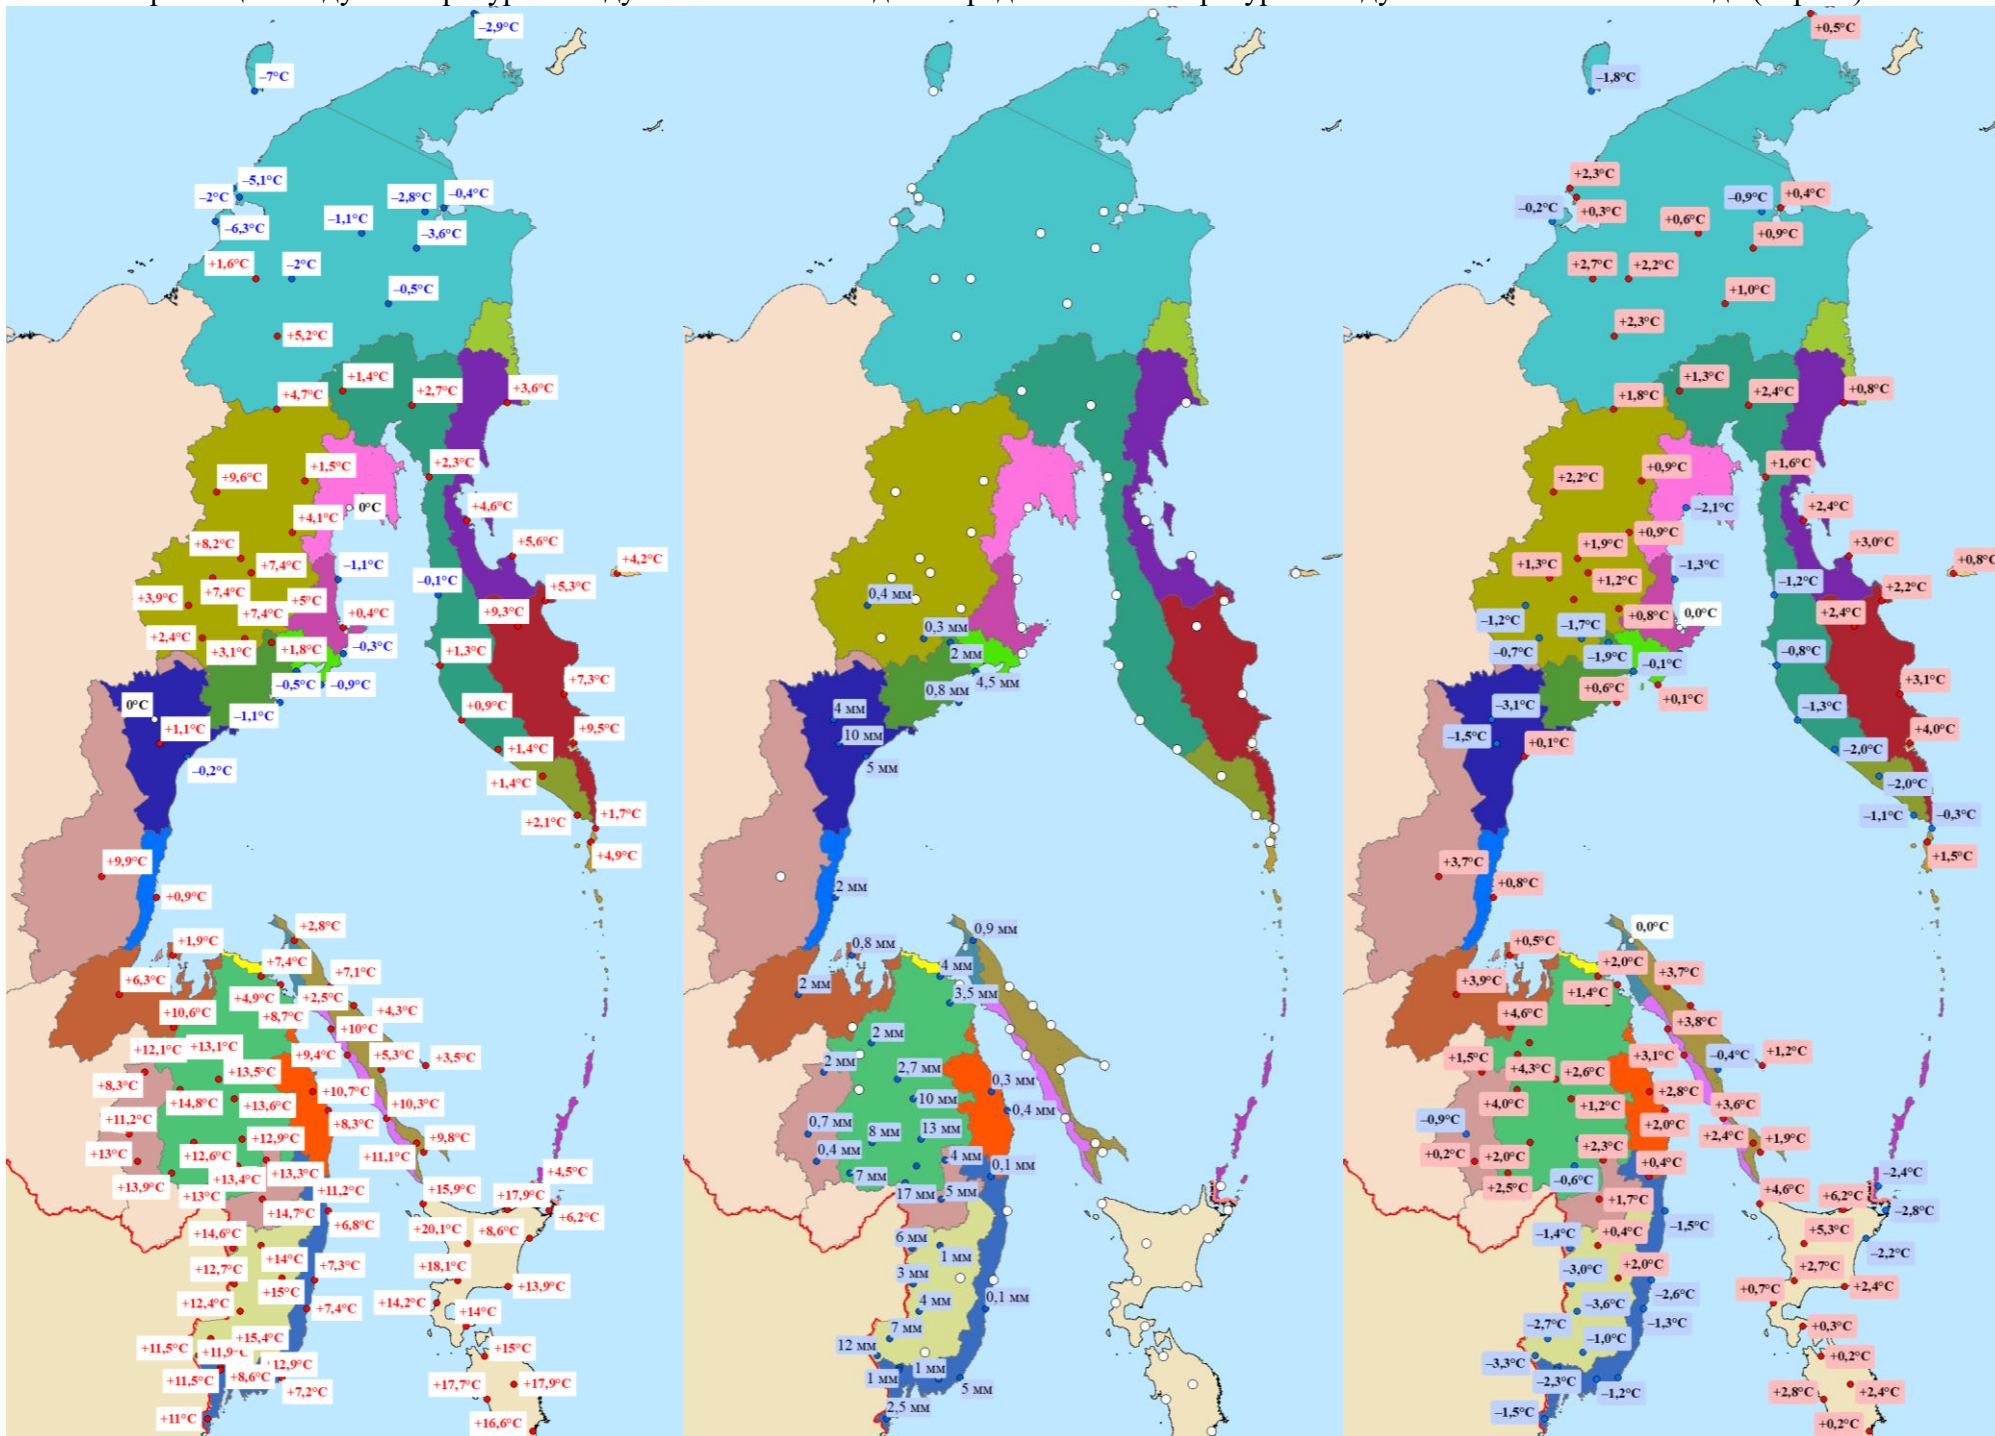 –2,9°C
–7°C
–5,1°C
–2°C
–6,3°C
–1,1°C
–2,8°C
–0,4°C
–3,6°C
+1,6°C
–2°C
–0,5°C
+5,2°C
+4,7°C
+1,4°C
+2,7°C
+3,6°C
+9,6°C
+1,5°C
+2,3°C
0°C
+4,1°C
+4,6°C
+8,2°C
+7,4°C
–1,1°C
+5,6°C
+4,2°C
+3,9°C
+7,4°C
+5°C
–0,1°C
+5,3°C
+7,4°C
+0,4°C
+9,3°C
+2,4°C
+3,1°C
+1,8°C
–0,3°C
+1,3°C
–0,5°C
–0,9°C
+7,3°C
0°C
–1,1°C
+0,9°C
+1,1°C
+9,5°C
–0,2°C
+1,4°C
+1,4°C
+2,1°C
+1,7°C
+9,9°C
+4,9°C
+0,9°C
+2,8°C
+1,9°C
+7,4°C
+6,3°C
+7,1°C
+4,9°C
+2,5°C
+10,6°C
+8,7°C
+4,3°C
+10°C
+12,1°C
+13,1°C
+9,4°C
+5,3°C
+3,5°C
+8,3°C
+13,5°C
+14,8°C
+13,6°C
+10,7°C
+11,2°C
+10,3°C
+8,3°C
+12,9°C
+9,8°C
+13°C
+12,6°C
+11,1°C
+13,9°C
+13,4°C
+13,3°C
+4,5°C
+13°C
+11,2°C
+15,9°C
+17,9°C
+14,7°C
+6,8°C
+20,1°C
+8,6°C
+6,2°C
+14,6°C
+14°C
+12,7°C
+15°C
+7,3°C
+18,1°C
+13,9°C
+12,4°C
+7,4°C
+14,2°C
+14°C
+11,5°C
+15,4°C
+11,9°C
+12,9°C
+15°C
+11,5°C
+8,6°C
+7,2°C
+17,7°C
+17,9°C
+11°C
+16,6°C
0,4 мм
0,3 мм
2 мм
4,5 мм
0,8 мм
4 мм
10 мм
5 мм
2 мм
0,9 мм
0,8 мм
4 мм
2 мм
3,5 мм
2 мм
2 мм
2,7 мм
0,3 мм
10 мм
0,4 мм
0,7 мм
8 мм
13 мм
0,4 мм
4 мм
7 мм
0,1 мм
17 мм
5 мм
6 мм
1 мм
3 мм
4 мм
0,1 мм
7 мм
12 мм
1 мм
1 мм
5 мм
2,5 мм
+0,5°C
–1,8°C
+2,3°C
–0,2°C
+0,3°C
–0,9°C
+0,4°C
+0,6°C
+0,9°C
+2,7°C
+2,2°C
+1,0°C
+2,3°C
+1,8°C
+1,3°C
+2,4°C
+0,8°C
+2,2°C
+0,9°C
+1,6°C
–2,1°C
+2,4°C
+0,9°C
+1,9°C
+1,3°C
+1,2°C
–1,3°C
+3,0°C
+0,8°C
–1,2°C
+2,2°C
–1,2°C
–1,7°C
+0,8°C
0,0°C
+2,4°C
–0,7°C
–1,9°C
–0,1°C
–0,8°C
+0,6°C
+0,1°C
+3,1°C
–3,1°C
–1,3°C
–1,5°C
+0,1°C
+4,0°C
–2,0°C
–2,0°C
–1,1°C
–0,3°C
+3,7°C
+1,5°C
+0,8°C
0,0°C
+0,5°C
+2,0°C
+3,9°C
+3,7°C
+1,4°C
+4,6°C
+3,8°C
+1,5°C
+3,1°C
–0,4°C
+1,2°C
+4,3°C
+2,6°C
+4,0°C
+1,2°C
+2,8°C
–0,9°C
+2,0°C
+3,6°C
+2,4°C
+1,9°C
+0,2°C
+2,0°C
+2,3°C
+0,4°C
+2,5°C
–0,6°C
–2,4°C
+1,7°C
+4,6°C
+6,2°C
–2,8°C
–1,4°C
+0,4°C
–1,5°C
+5,3°C
–2,2°C
–3,0°C
+2,0°C
+2,7°C
+2,4°C
–2,6°C
+0,7°C
–3,6°C
–1,3°C
–2,7°C
–1,0°C
+0,3°C
–3,3°C
+0,2°C
–2,3°C
–1,2°C
+2,8°C
+2,4°C
–1,5°C
+0,2°C